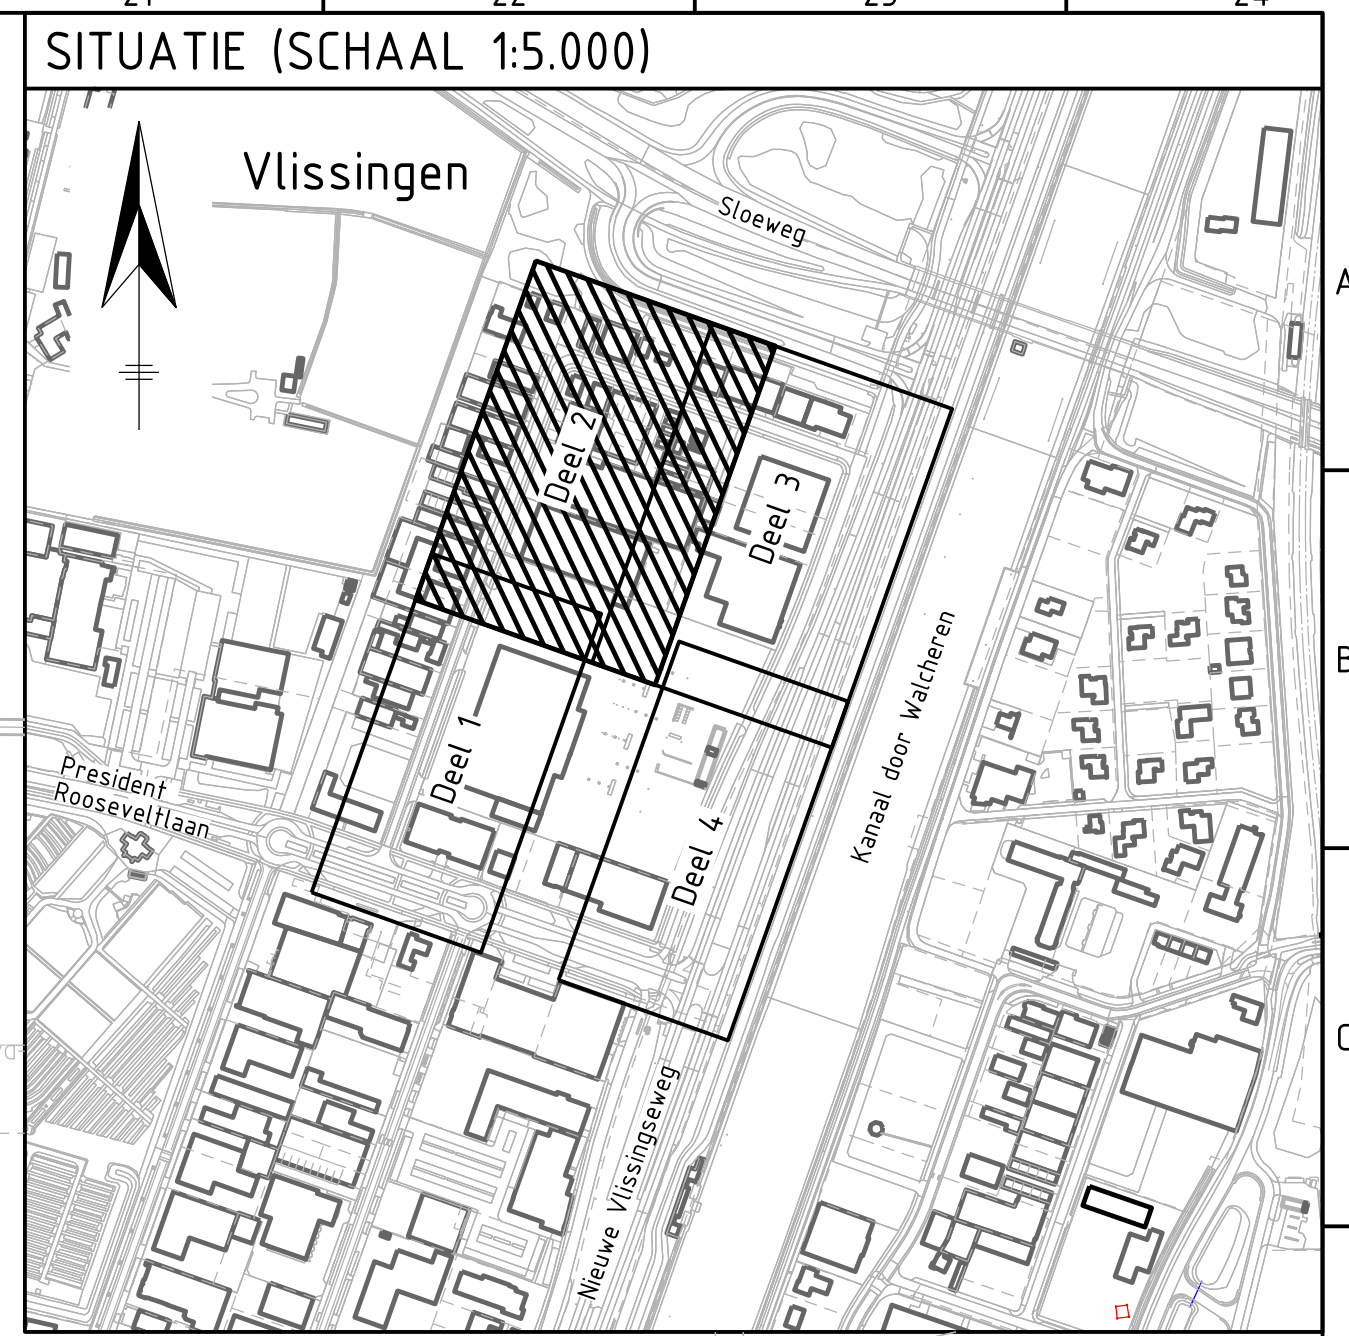 SITUATIE (SCHAAL 1:5.000)
Vlissingen
Sloeweg
A
Deel 2
Deel 3
B
Kanaal door Walcheren
Deel 1
President
Rooseveltlaan
Deel 4
C
Nieuwe Vlissingseweg